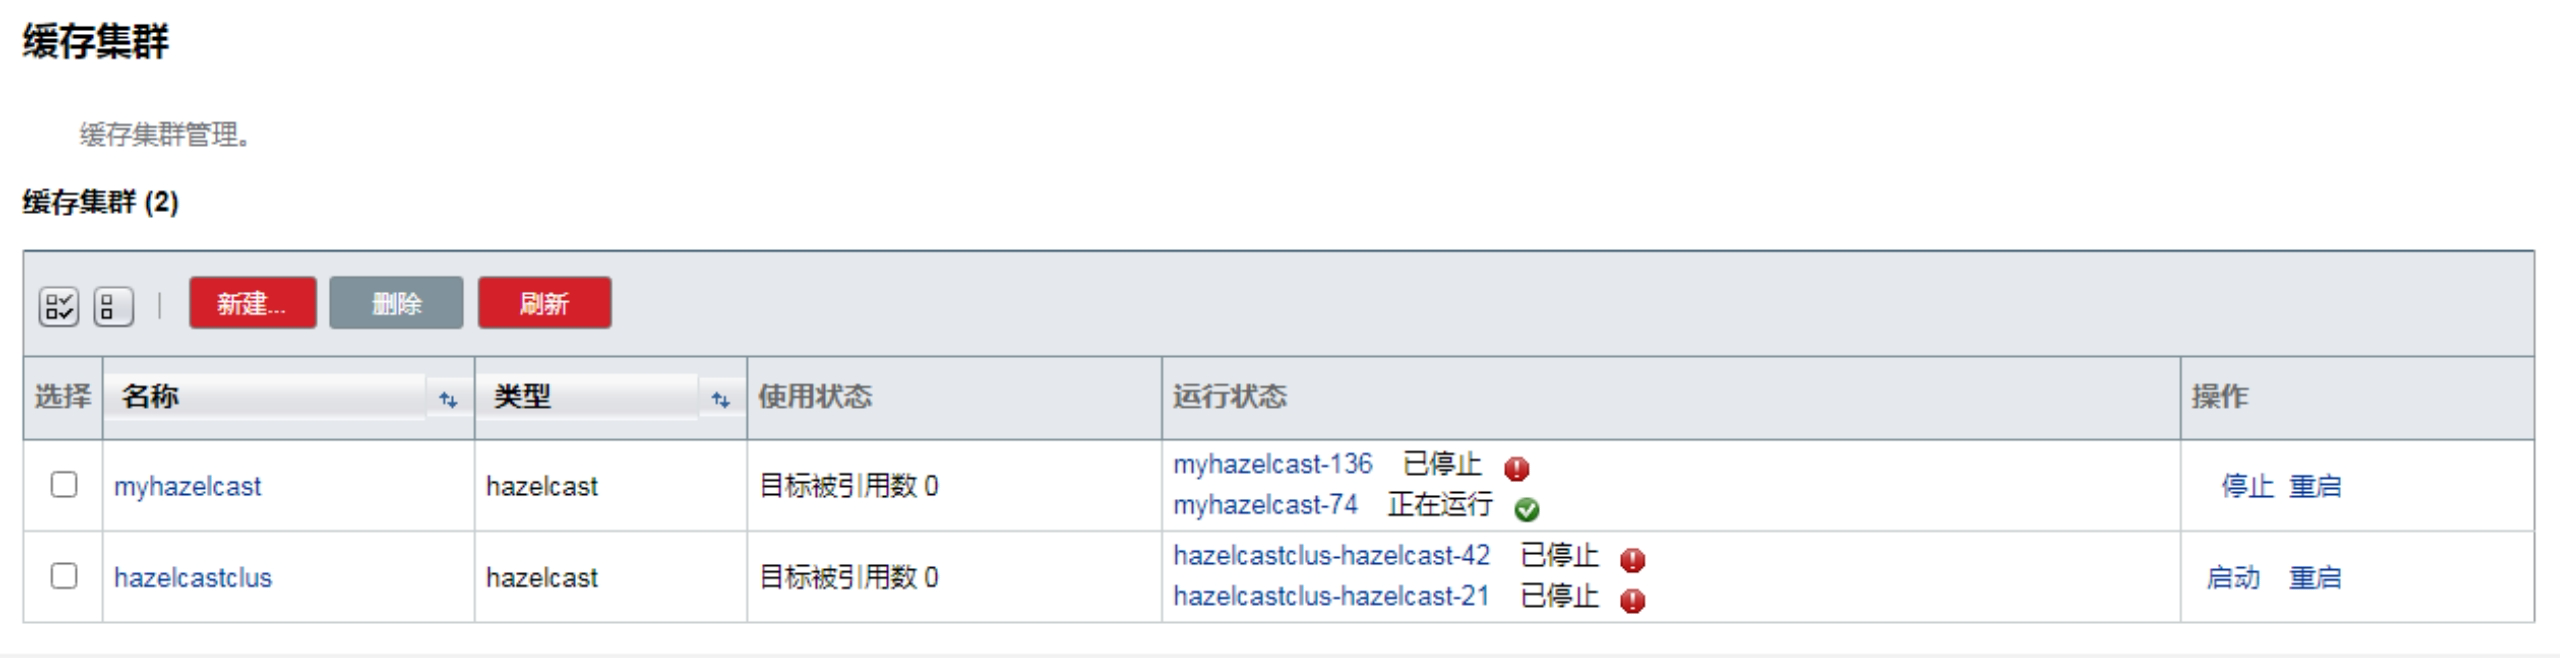 缓存集群
缓存集群管理。
缓存集群 (2)
新建... 删除 刷新
选择 名称 类型 使用状态 运行状态 操作
myhazelcast hazelcast 目标被引用数 0 myhazelcast-136 已停止 停止 重启
myhazelcast-74 正在运行
hazelcastclus hazelcast 目标被引用数 0 hazelcastclus-hazelcast-42 已停止 启动 重启
hazelcastclus-hazelcast-21 已停止